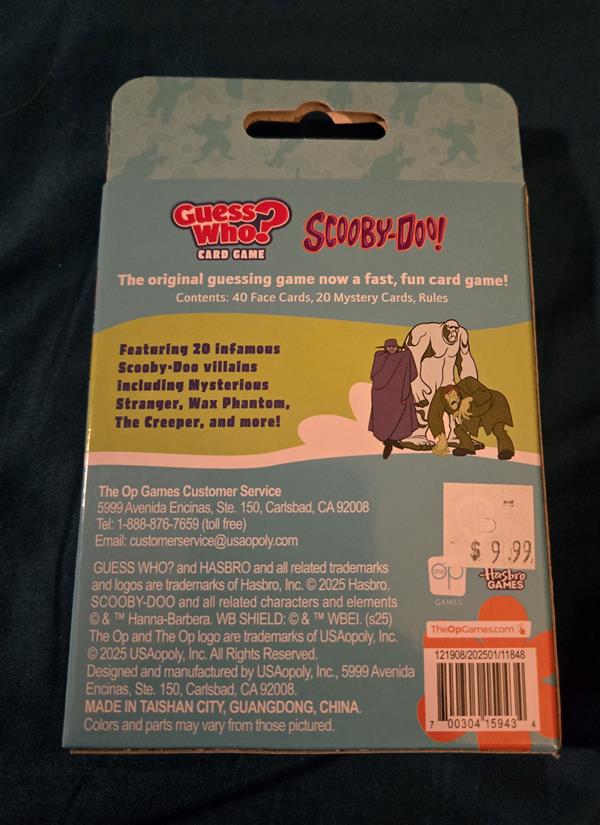 Guess
Who?
CARD GAME
SCOOBY-DOO!
The original guessing game now a fast, fun card game!
Contents: 40 Face Cards, 20 Mystery Cards, Rules
Featuring 20 infamous
Scooby-Doo villains
including Mysterious
Stranger, Wax Phantom,
The Creeper, and more!
The Op Games Customer Service
5999 Avenida Encinas, Ste. 150, Carlsbad, CA 92008
Tel: 1-888-876-7659 (toll free)
Email: customerservice@usaopoly.com
GUESS WHO? and HASBRO and all related trademarks
and logos are trademarks of Hasbro, Inc. © 2025 Hasbro.
SCOOBY-DOO and all related characters and elements
© & ™ Hanna-Barbera. WB SHIELD: © & ™ WBEI. (s25)
The Op and The Op logo are trademarks of USAopoly, Inc.
© 2025 USAopoly, Inc. All Rights Reserved.
Designed and manufactured by USAopoly, Inc., 5999 Avenida
Encinas, Ste. 150, Carlsbad, CA 92008.
MADE IN TAISHAN CITY, GUANGDONG, CHINA.
Colors and parts may vary from those pictured.
$ 9.99
the op
GAMES
Hasbro
GAMES
TheOpGames.com
121908/202501/11848
7 00304 15943 4